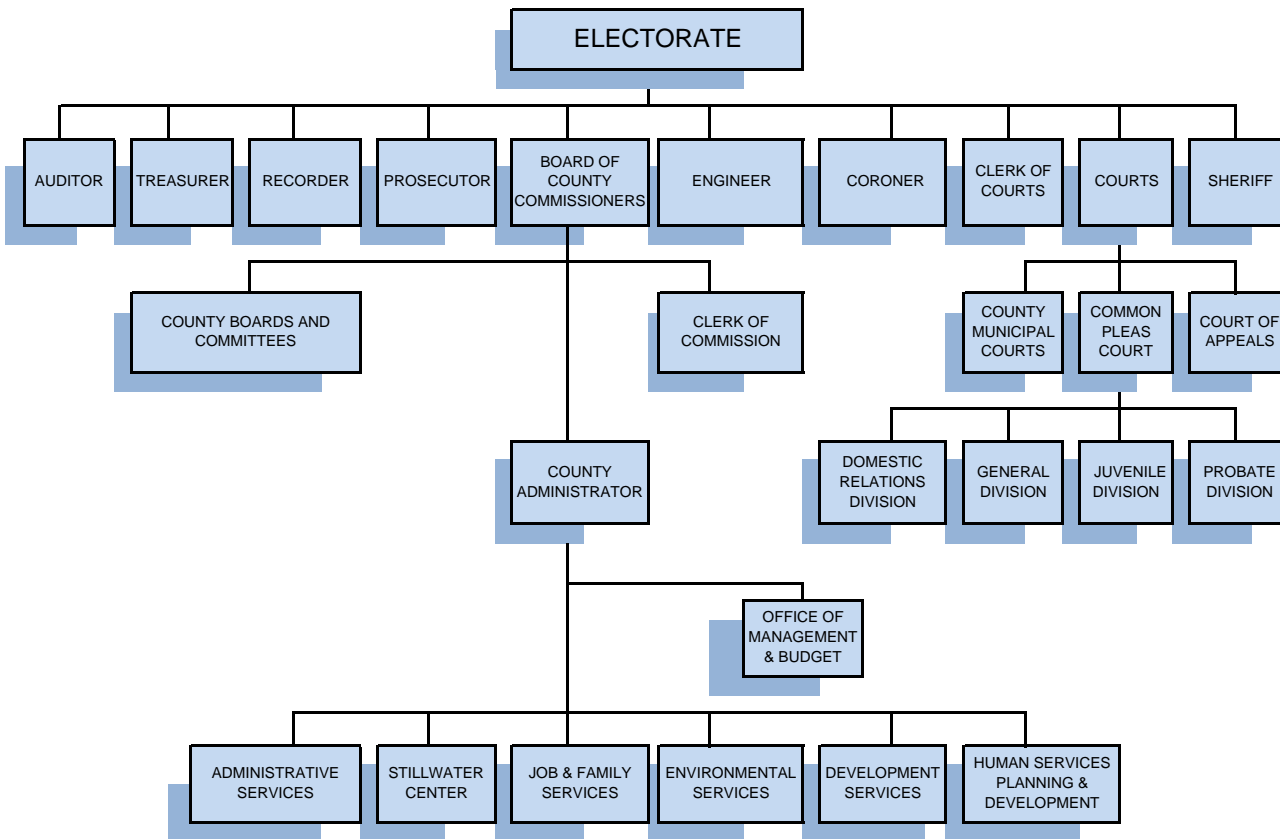 ELECTORATE
AUDITOR
TREASURER
RECORDER
PROSECUTOR
BOARD OF
COUNTY
COMMISSIONERS
ENGINEER
CORONER
CLERK OF
COURTS
COURTS
SHERIFF
COUNTY BOARDS AND
COMMITTEES
CLERK OF
COMMISSION
COUNTY
MUNICIPAL
COURTS
COMMON
PLEAS
COURT
COURT OF
APPEALS
COUNTY
ADMINISTRATOR
DOMESTIC
RELATIONS
DIVISION
GENERAL
DIVISION
JUVENILE
DIVISION
PROBATE
DIVISION
OFFICE OF
MANAGEMENT
& BUDGET
ADMINISTRATIVE
SERVICES
STILLWATER
CENTER
JOB & FAMILY
SERVICES
ENVIRONMENTAL
SERVICES
DEVELOPMENT
SERVICES
HUMAN SERVICES
PLANNING &
DEVELOPMENT